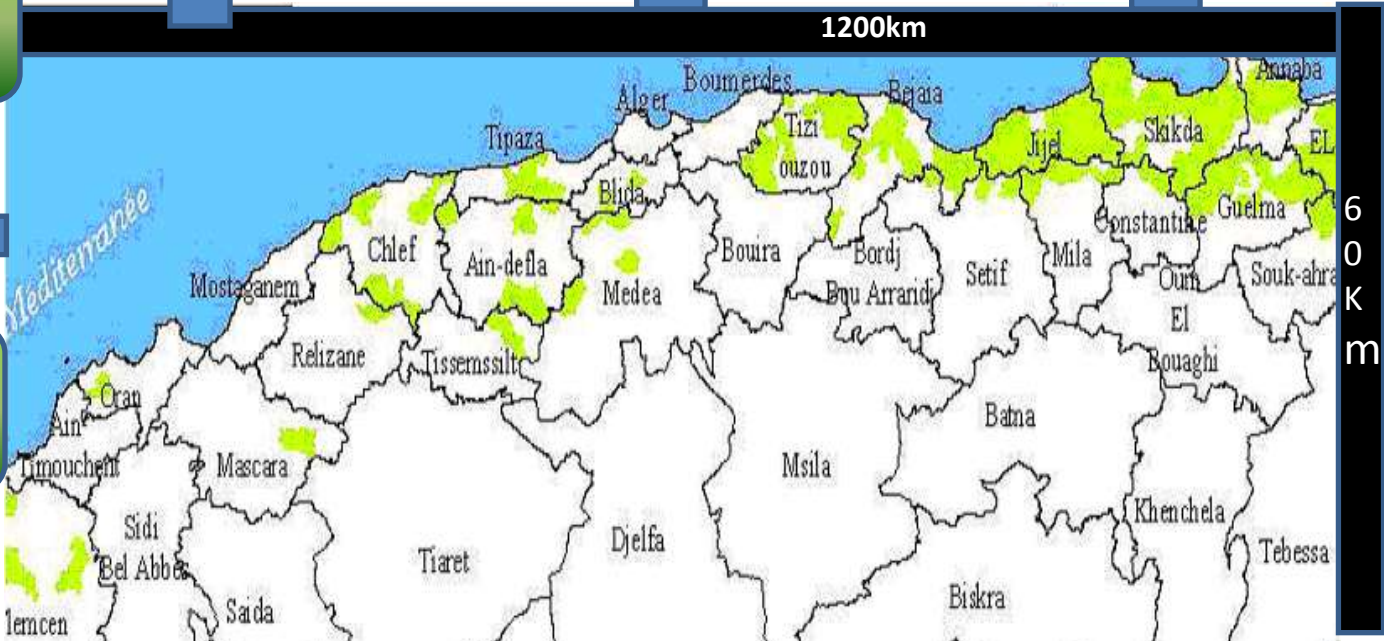 1200km
Annaba
Boumerdes
Bejaia
Alger
Tizi
ouzou
Tipaza
Jijel
Skikda
EL
Blida
Méditerranée
Constantine
Guelma
Chlef
Ain-defla
Bouira
Bordj
Bou Arraridj
Setif
Mila
Oum
El
Bouaghi
Souk-ahra
Mostaganem
Medea
Relizane
Tissemssilt
Oran
Ain
Timouchent
Mascara
Batna
Msila
Sidi
Bel Abbes
Khenchela
Djelfa
Tiaret
Tebessa
Saida
Biskra
lemcen
6
0
K
m